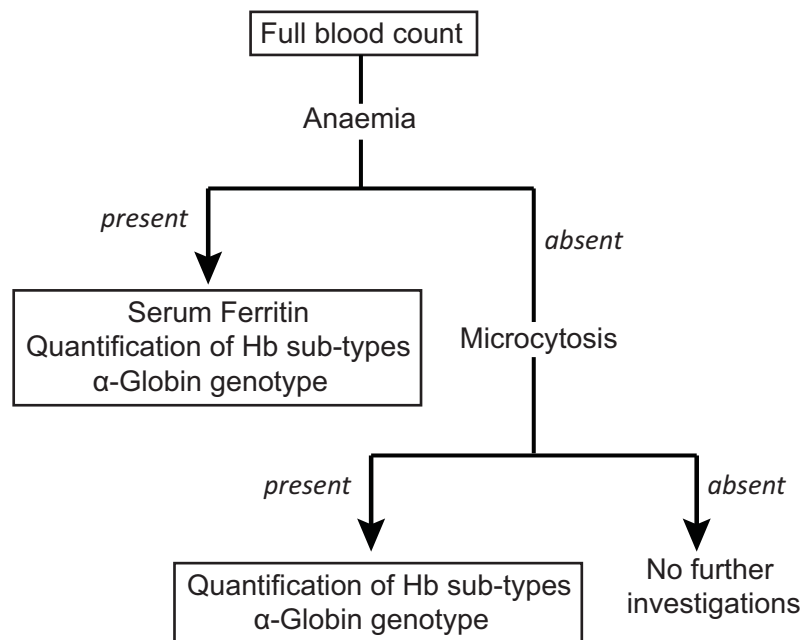 Full blood count
Anaemia
present
absent
Serum Ferritin
Quantification of Hb sub-types
α-Globin genotype
Microcytosis
present
absent
Quantification of Hb sub-types
α-Globin genotype
No further
investigations